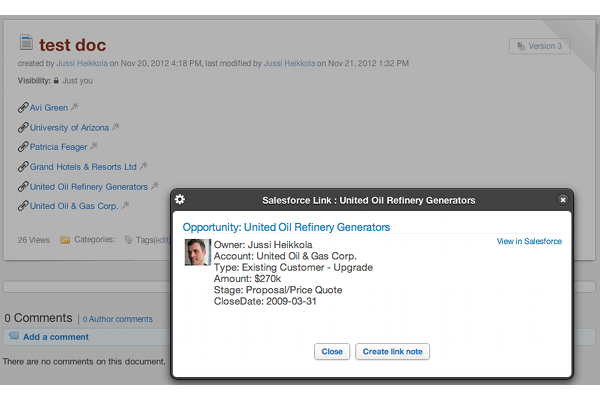 test doc
Version 3
created by Jussi Heikkola on Nov 20, 2012 4:18 PM, last modified by Jussi Heikkola on Nov 21, 2012 1:32 PM
Visibility: Just you
Avi Green
University of Arizona
Patricia Feager
Grand Hotels & Resorts Ltd
United Oil Refinery Generators
United Oil & Gas Corp.
26 Views Categories: Tags[edit]
Salesforce Link : United Oil Refinery Generators
Opportunity: United Oil Refinery Generators
View in Salesforce
Owner: Jussi Heikkola
Account: United Oil & Gas Corp.
Type: Existing Customer - Upgrade
Amount: $270k
Stage: Proposal/Price Quote
CloseDate: 2009-03-31
Close Create link note
0 Comments | 0 Author comments
Add a comment
There are no comments on this document.